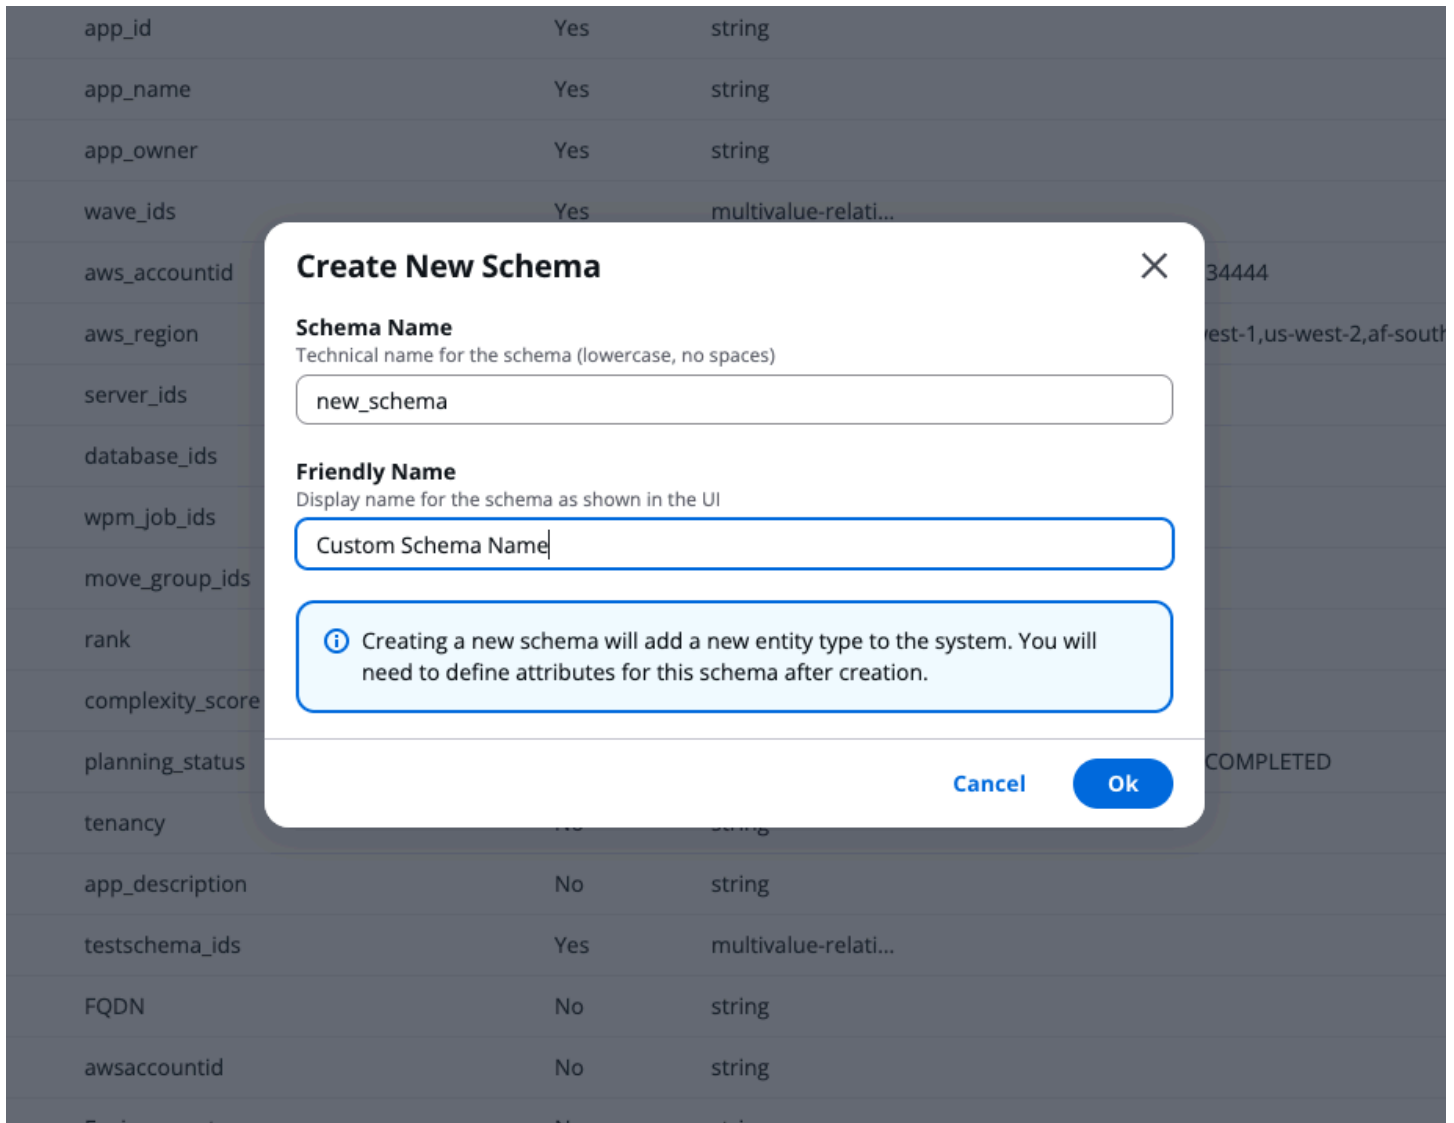 app_id Yes string
app_name Yes string
app_owner Yes string
wave_ids Yes multivalue-relati...
Create New Schema
aws_accountid 34444
Schema Name
aws_region est-1,us-west-2,af-south
Technical name for the schema (lowercase, no spaces)
server_ids
new_schema
database_ids
Friendly Name
Display name for the schema as shown in the UI
wpm_job_ids
Custom Schema Name
move_group_ids
rank
Creating a new schema will add a new entity type to the system. You will
need to define attributes for this schema after creation.
complexity_score
planning_status COMPLETED
Cancel Ok
tenancy
app_description No string
testschema_ids Yes multivalue-relati...
FQDN No string
awsaccountid No string